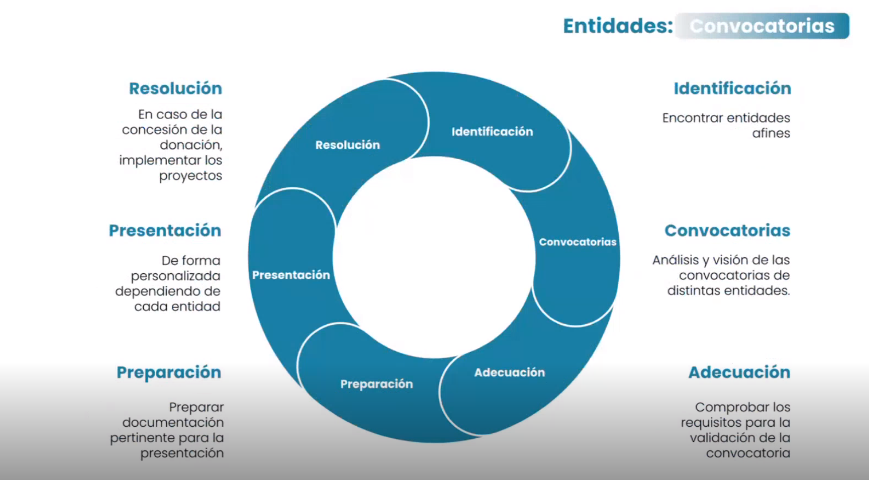 Entidades: Convocatorias
Resolución
En caso de la
concesión de la
donación,
implementar los
proyectos
Presentación
De forma
personalizada
dependiendo de
cada entidad
Preparación
Preparar
documentación
pertinente para la
presentación
Resolución
Identificación
Convocatorias
Adecuación
Preparación
Presentación
Identificación
Encontrar entidades
afines
Convocatorias
Análisis y visión de las
convocatorias de
distintas entidades.
Adecuación
Comprobar los
requisitos para la
validación de la
convocatoria